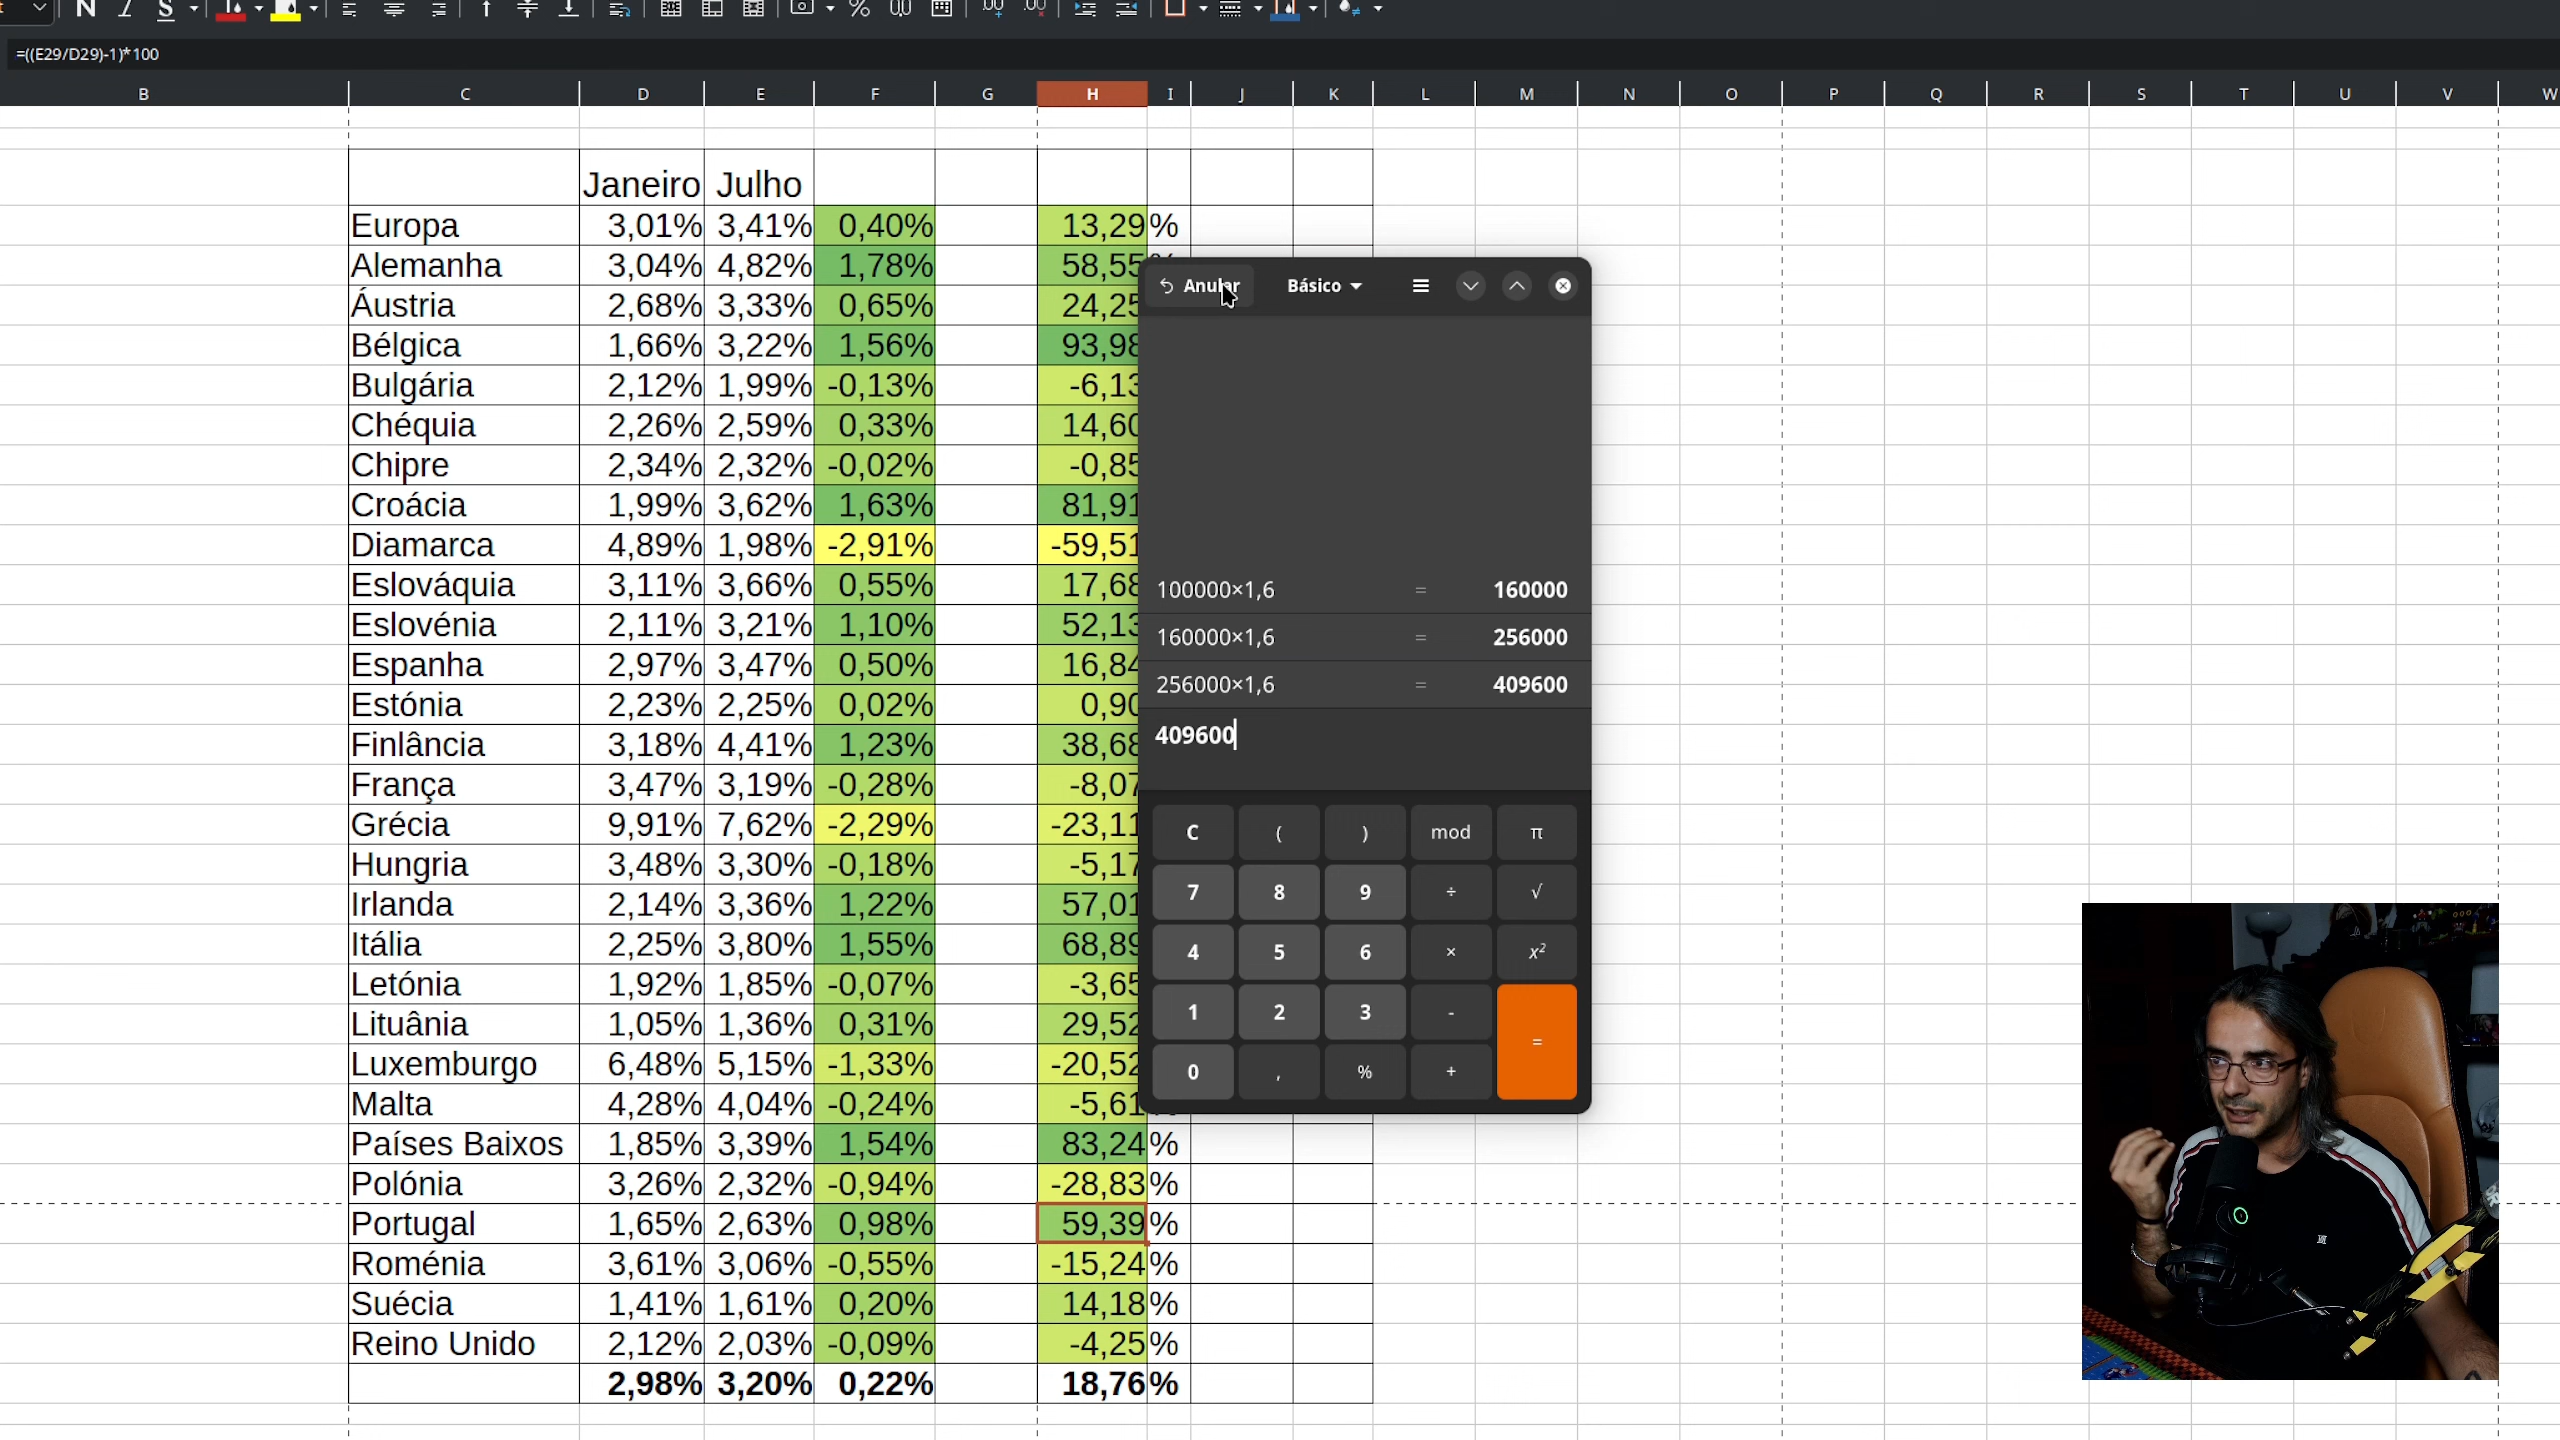 N I S % 00 00 00
=((E29/D29)-1)*100
B C D E F G H I J K L M N O P Q R S T U V W
Janeiro Julho
Europa 3,01% 3,41% 0,40% 13,29 %
Alemanha 3,04% 4,82% 1,78% 58,55
Áustria 2,68% 3,33% 0,65% 24,25
Bélgica 1,66% 3,22% 1,56% 93,98
Bulgária 2,12% 1,99% -0,13% -6,13
Chéquia 2,26% 2,59% 0,33% 14,60
Chipre 2,34% 2,32% -0,02% -0,85
Croácia 1,99% 3,62% 1,63% 81,91
Diamarca 4,89% 1,98% -2,91% -59,51
Eslováquia 3,11% 3,66% 0,55% 17,68
Eslovénia 2,11% 3,21% 1,10% 52,13
Espanha 2,97% 3,47% 0,50% 16,84
Estónia 2,23% 2,25% 0,02% 0,90
Finlância 3,18% 4,41% 1,23% 38,68
França 3,47% 3,19% -0,28% -8,07
Grécia 9,91% 7,62% -2,29% -23,11
Hungria 3,48% 3,30% -0,18% -5,17
Irlanda 2,14% 3,36% 1,22% 57,01
Itália 2,25% 3,80% 1,55% 68,89
Letónia 1,92% 1,85% -0,07% -3,65
Lituânia 1,05% 1,36% 0,31% 29,52
Luxemburgo 6,48% 5,15% -1,33% -20,52
Malta 4,28% 4,04% -0,24% -5,61
Países Baixos 1,85% 3,39% 1,54% 83,24 %
Polónia 3,26% 2,32% -0,94% -28,83 %
Portugal 1,65% 2,63% 0,98% 59,39 %
Roménia 3,61% 3,06% -0,55% -15,24 %
Suécia 1,41% 1,61% 0,20% 14,18 %
Reino Unido 2,12% 2,03% -0,09% -4,25 %
2,98% 3,20% 0,22% 18,76 %
Anular Básico
100000×1,6 = 160000
160000×1,6 = 256000
256000×1,6 = 409600
409600
C ( ) mod π
7 8 9 ÷ √
4 5 6 × x²
1 2 3 - =
0 , % +